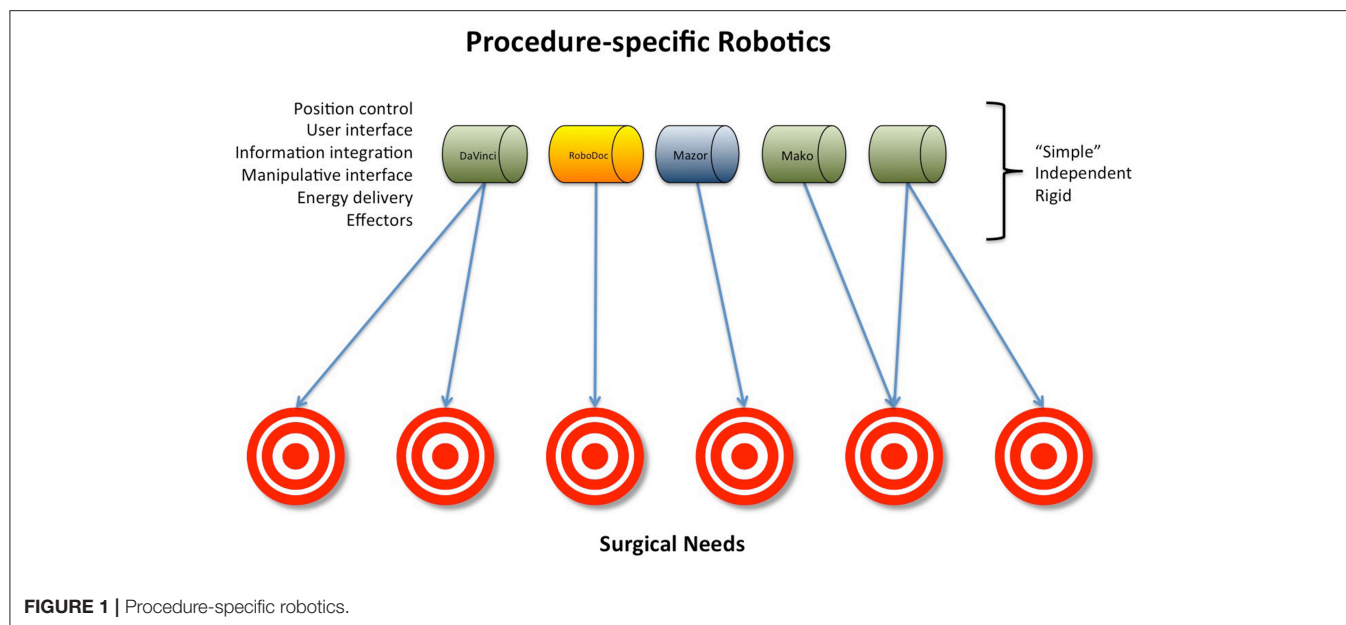 Procedure-specific Robotics
Position control
User interface
Information integration
Manipulative interface
Energy delivery
Effectors
DaVinci
RoboDoc
Mazor
Mako
"Simple"
Independent
Rigid
Surgical Needs
FIGURE 1 | Procedure-specific robotics.